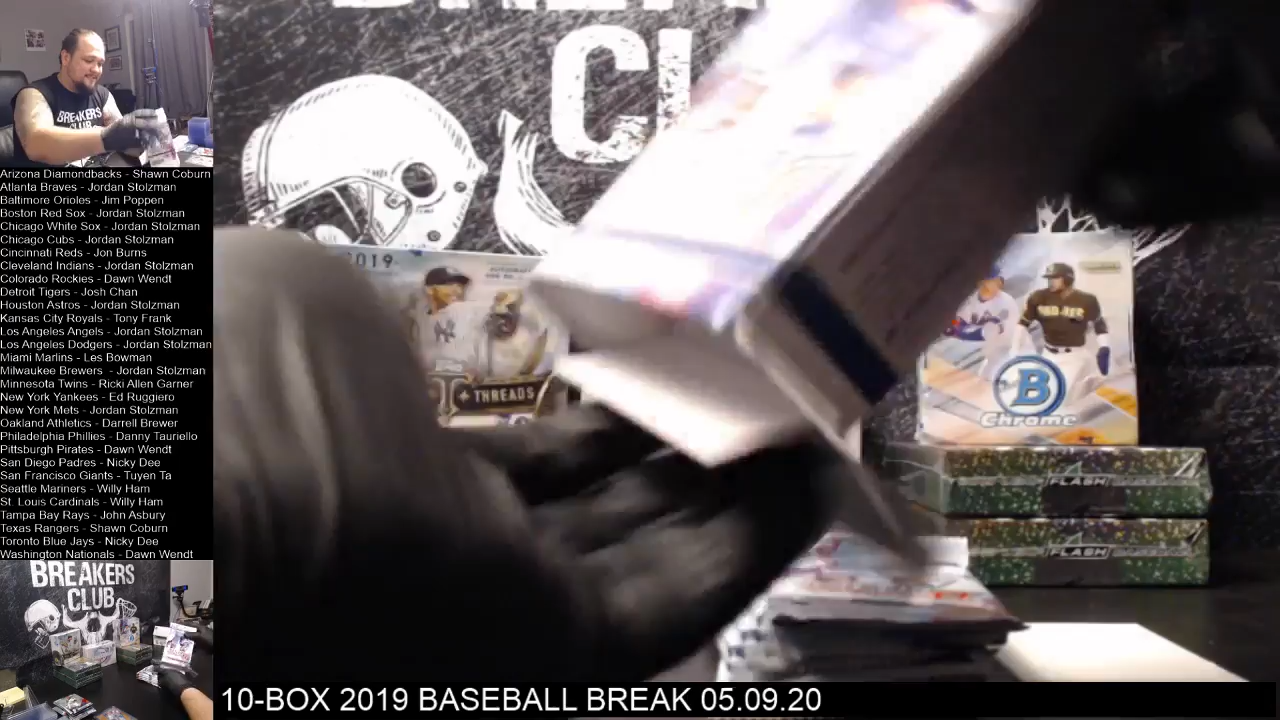 BREAKERS
CLUB
Arizona Diamondbacks - Shawn Coburn
Atlanta Braves - Jordan Stolzman
Baltimore Orioles - Jim Poppen
Boston Red Sox - Jordan Stolzman
Chicago White Sox - Jordan Stolzman
Chicago Cubs - Jordan Stolzman
Cincinnati Reds - Jon Burns
Cleveland Indians - Jordan Stolzman
Colorado Rockies - Dawn Wendt
Detroit Tigers - Josh Chan
Houston Astros - Jordan Stolzman
Kansas City Royals - Tony Frank
Los Angeles Angels - Jordan Stolzman
Los Angeles Dodgers - Jordan Stolzman
Miami Marlins - Les Bowman
Milwaukee Brewers - Jordan Stolzman
Minnesota Twins - Ricki Allen Garner
New York Yankees - Ed Ruggiero
New York Mets - Jordan Stolzman
Oakland Athletics - Darrell Brewer
Philadelphia Phillies - Danny Tauriello
Pittsburgh Pirates - Dawn Wendt
San Diego Padres - Nicky Dee
San Francisco Giants - Tuyen Ta
Seattle Mariners - Willy Ham
St. Louis Cardinals - Willy Ham
Tampa Bay Rays - John Asbury
Texas Rangers - Shawn Coburn
Toronto Blue Jays - Nicky Dee
Washington Nationals - Dawn Wendt
BREAKERS
CLUB
2019
+ THREADS
B
Chrome
FLASH
FLASH
10-BOX 2019 BASEBALL BREAK 05.09.20